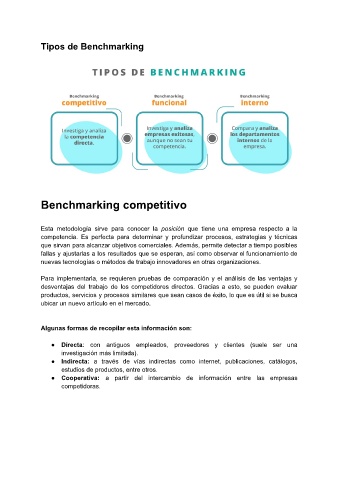 Tipos de Benchmarking
TIPOS DE BENCHMARKING
Benchmarking
competitivo
Investiga y analiza
la competencia
directa.
Benchmarking
funcional
Investiga y analiza
empresas exitosas
aunque no sean tu
competencia.
Benchmarking
interno
Compara y analiza
los departamentos
internos de la
empresa.
Benchmarking competitivo
Esta metodología sirve para conocer la posición que tiene una empresa respecto a la
competencia. Es perfecta para determinar y profundizar procesos, estrategias y técnicas
que sirvan para alcanzar objetivos comerciales. Además, permite detectar a tiempo posibles
fallas y ajustarlas a los resultados que se esperan, así como observar el funcionamiento de
nuevas tecnologías o métodos de trabajo innovadores en otras organizaciones.
Para implementarla, se requieren pruebas de comparación y el análisis de las ventajas y
desventajas del trabajo de los competidores directos. Gracias a esto, se pueden evaluar
productos, servicios y procesos similares que sean casos de éxito, lo que es útil si se busca
ubicar un nuevo artículo en el mercado.
Algunas formas de recopilar esta información son:
● Directa: con antiguos empleados, proveedores y clientes (suele ser una
investigación más limitada).
● Indirecta: a través de vías indirectas como internet, publicaciones, catálogos,
estudios de productos, entre otros.
● Cooperativa: a partir del intercambio de información entre las empresas
competidoras.